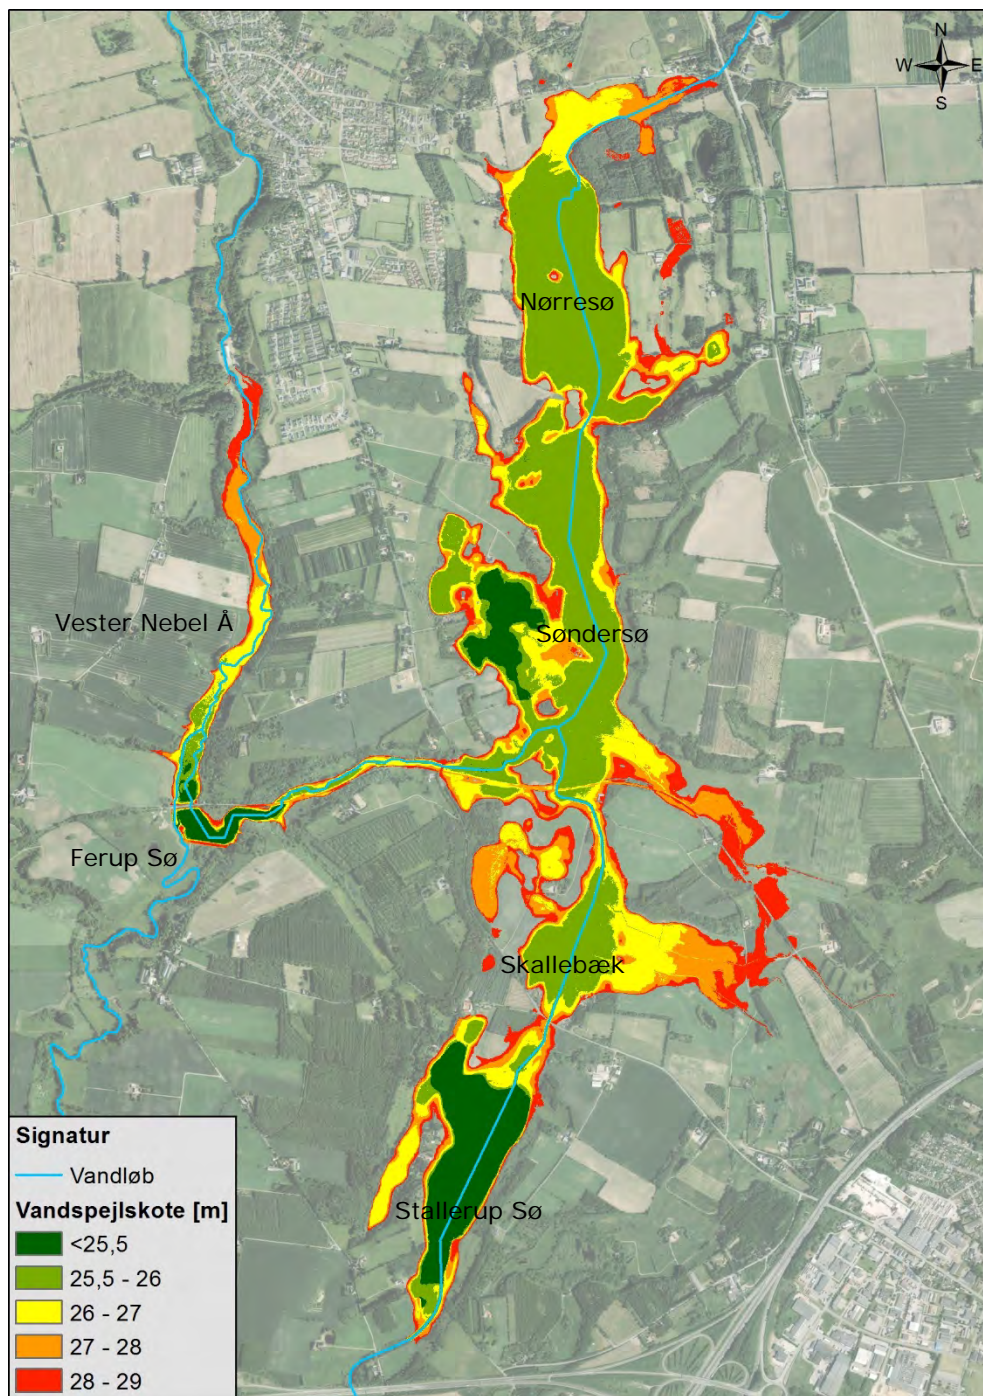 N
W E
S
Nørresø
Vester Nebel Å
Søndersø
Ferup Sø
Skallebæk
Stallerup Sø
Signatur
Vandløb
Vandspejlskote [m]
<25,5
25,5 - 26
26 - 27
27 - 28
28 - 29